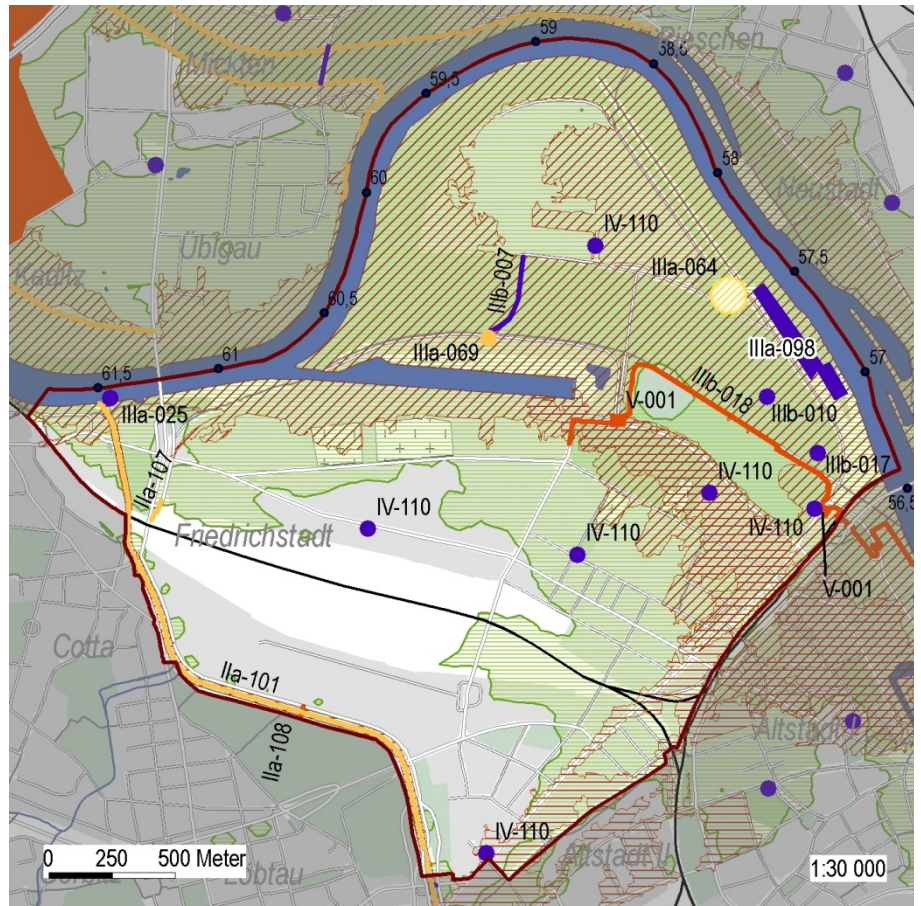 59
Pieschen
Mickten
58,5
59,5
58
60
Neustadt
IV-110
Übigau
IIIa-064
57,5
Kaditz
IIIb-007
60,5
IIIa-069
IIIa-098
61
57
61,5
IIIb-018
V-001
IIIa-025
IIIb-010
IIIb-017
IIa-107
IV-110
56,5
IV-110
IV-110
IV-110
Friedrichstadt
V-001
Cotta
IIa-101
IIa-108
Altstadt I
IV-110
Altstadt II
0 250 500 Meter
Löbtau
1:30 000